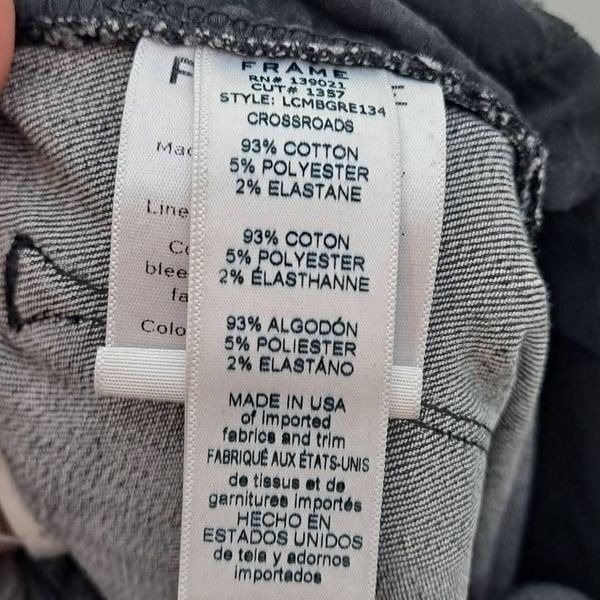 FRAME
RN# 139021
CUT# 1357
STYLE: LCMBGRE134
CROSSROADS
93% COTTON
5% POLYESTER
2% ELASTANE
93% COTON
5% POLYESTER
2% ÉLASTHANNE
93% ALGODÓN
5% POLIESTER
2% ELASTÁNO
MADE IN USA
of imported
fabrics and trim
FABRIQUÉ AUX ÉTATS-UNIS
de tissus et de
garnitures importés
HECHO EN
ESTADOS UNIDOS
de tela y adornos
importados